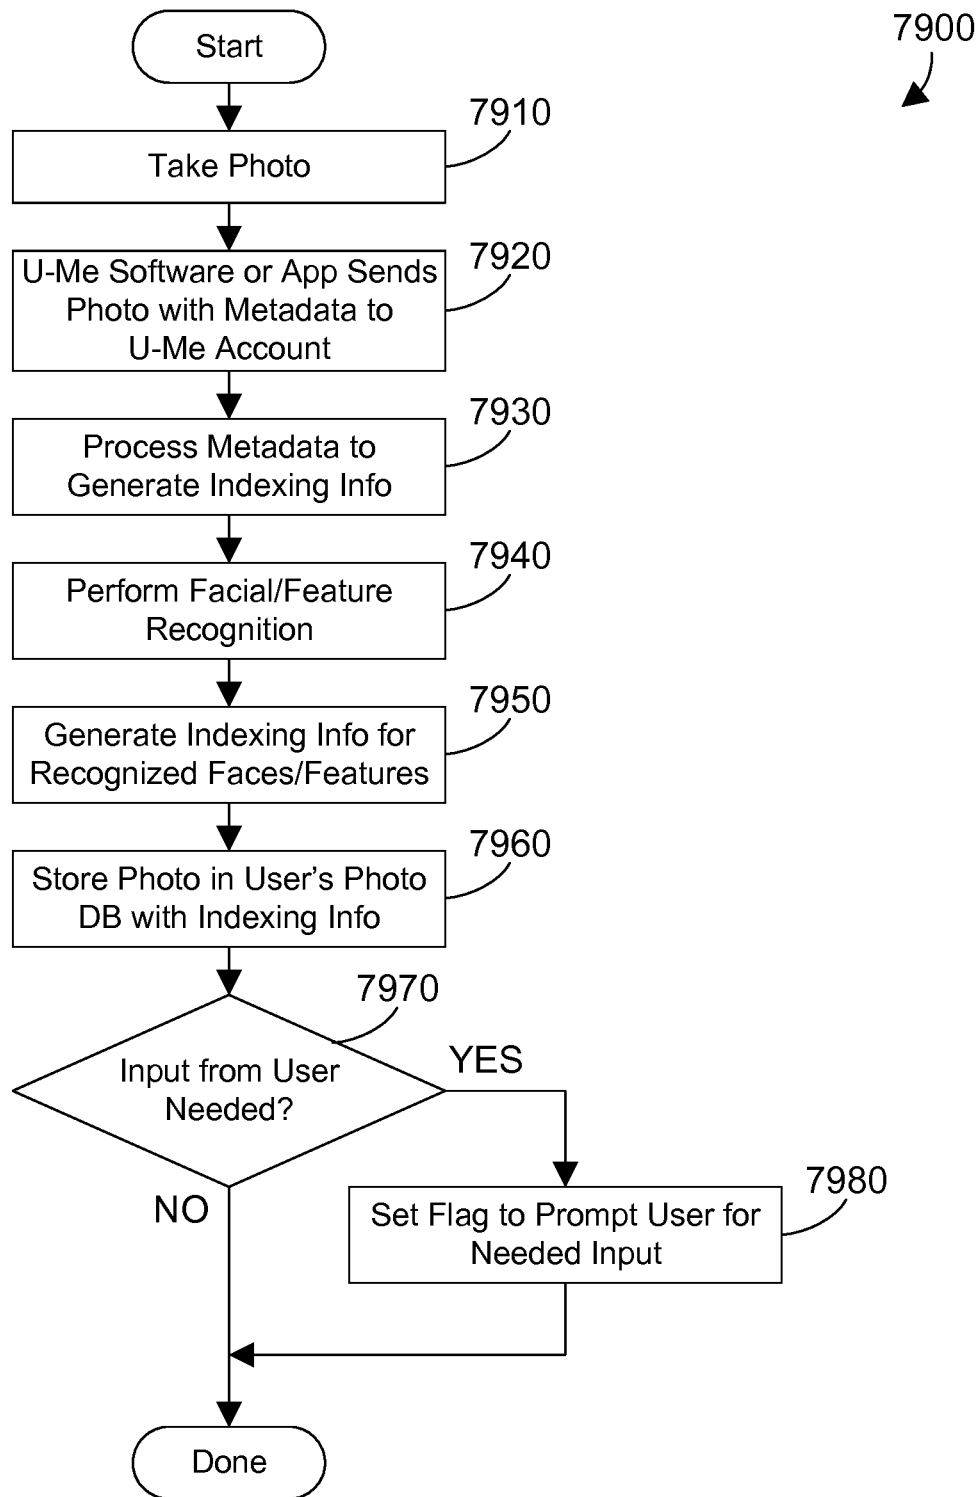 Start
7900
7910
Take Photo
7920
U-Me Software or App Sends
Photo with Metadata to
U-Me Account
7930
Process Metadata to
Generate Indexing Info
7940
Perform Facial/Feature
Recognition
7950
Generate Indexing Info for
Recognized Faces/Features
7960
Store Photo in User's Photo
DB with Indexing Info
7970
Input from User
Needed?
YES
NO
7980
Set Flag to Prompt User for
Needed Input
Done